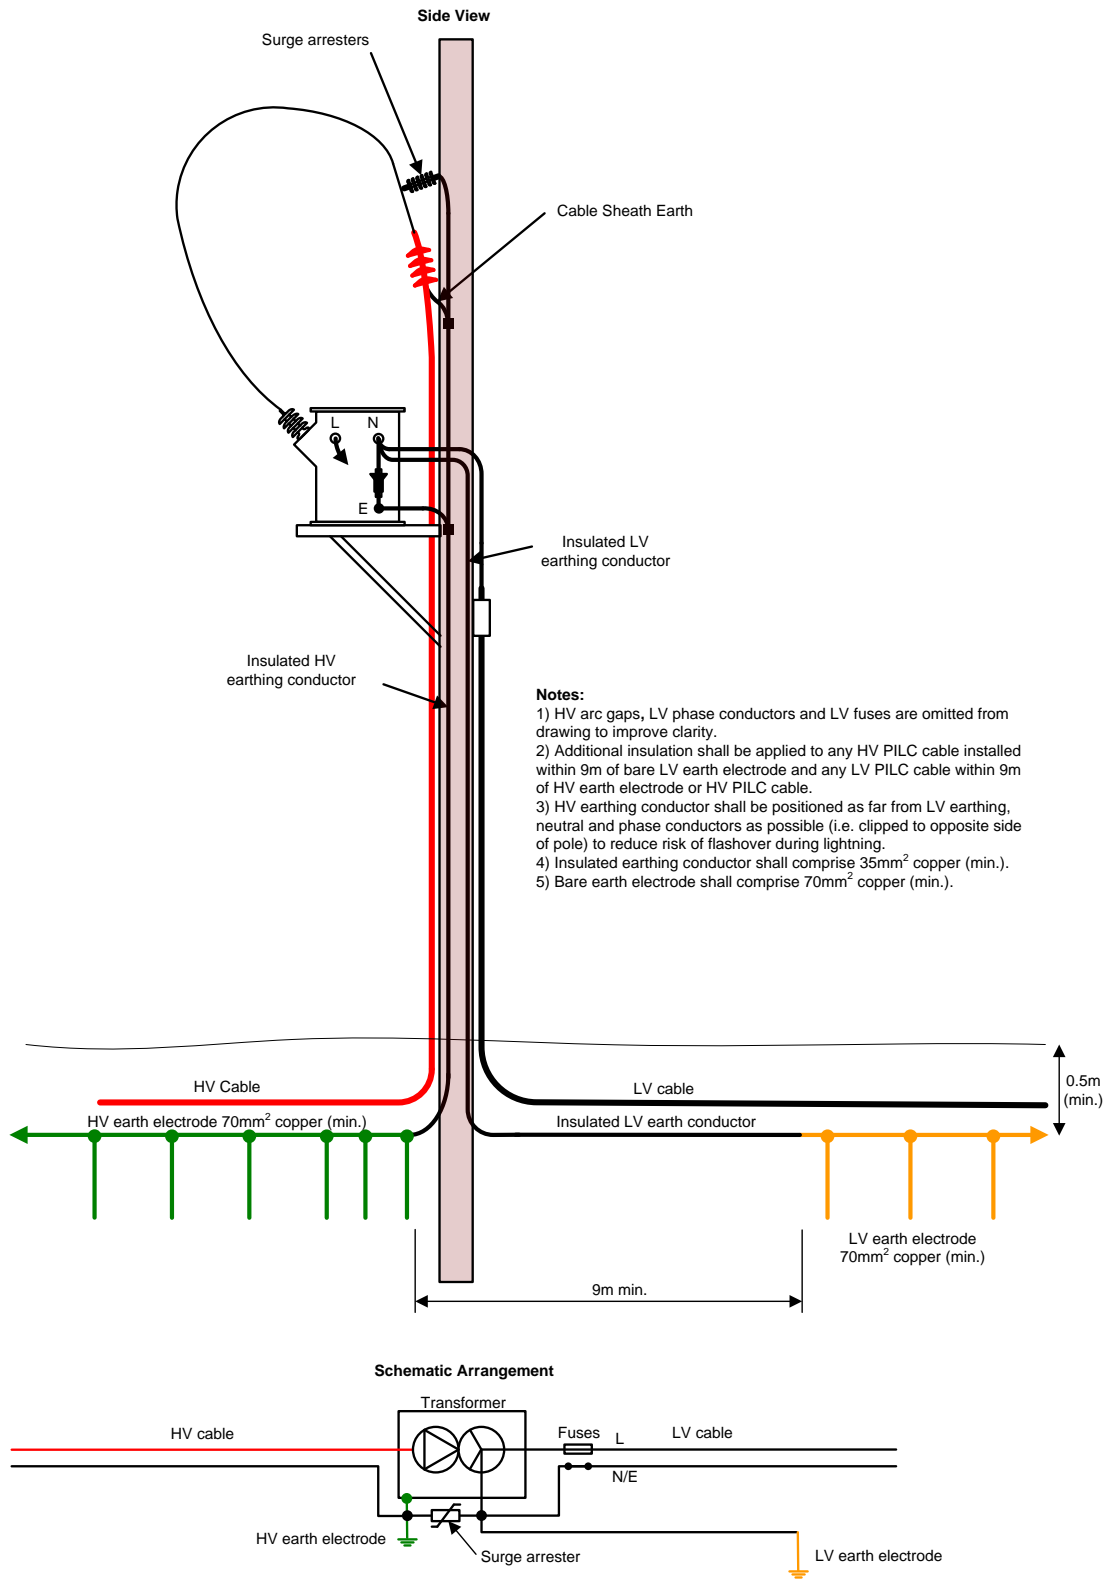 Side View
Surge arresters
Cable Sheath Earth
L
N
E
Insulated LV
earthing conductor
Insulated HV
earthing conductor
Notes:
1) HV arc gaps, LV phase conductors and LV fuses are omitted from
drawing to improve clarity.
2) Additional insulation shall be applied to any HV PILC cable installed
within 9m of bare LV earth electrode and any LV PILC cable within 9m
of HV earth electrode or HV PILC cable.
3) HV earthing conductor shall be positioned as far from LV earthing,
neutral and phase conductors as possible (i.e. clipped to opposite side
of pole) to reduce risk of flashover during lightning.
4) Insulated earthing conductor shall comprise 35mm² copper (min.).
5) Bare earth electrode shall comprise 70mm² copper (min.).
HV Cable
LV cable
0.5m
(min.)
HV earth electrode 70mm² copper (min.)
Insulated LV earth conductor
LV earth electrode
70mm² copper (min.)
9m min.
Schematic Arrangement
Transformer
HV cable
Fuses
L
LV cable
N/E
HV earth electrode
Surge arrester
LV earth electrode